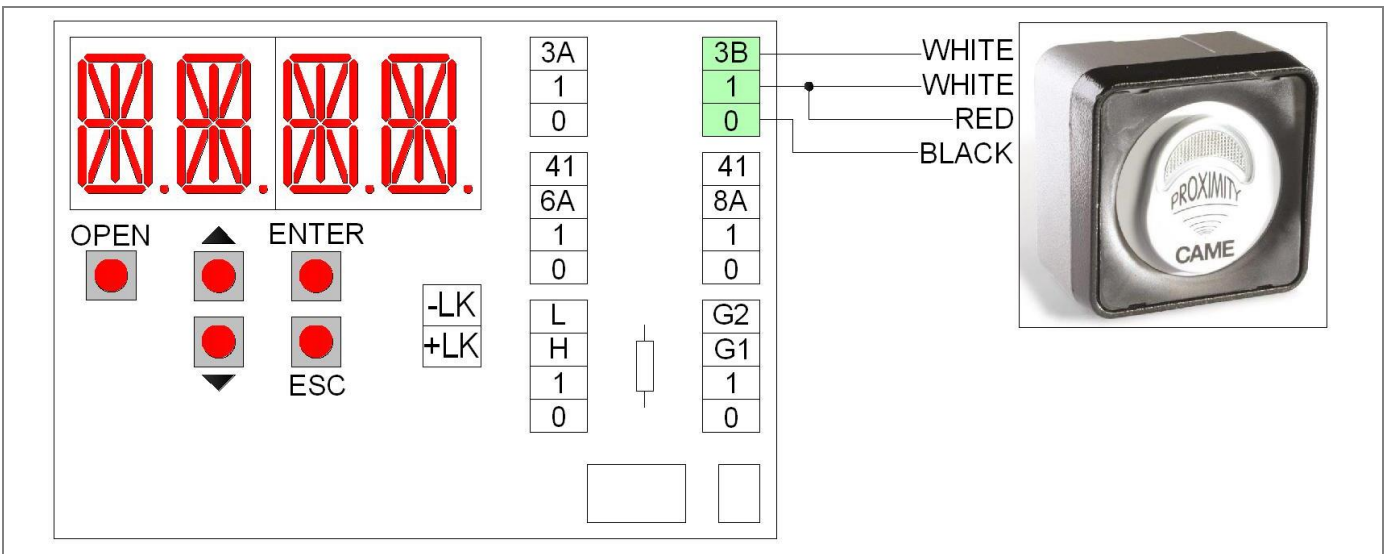 OPEN
ENTER
ESC
-LK
+LK
3A
1
0
41
6A
1
0
L
H
1
0
3B
1
0
41
8A
1
0
G2
G1
1
0
WHITE
WHITE
RED
BLACK
PROXIMITY
CAME